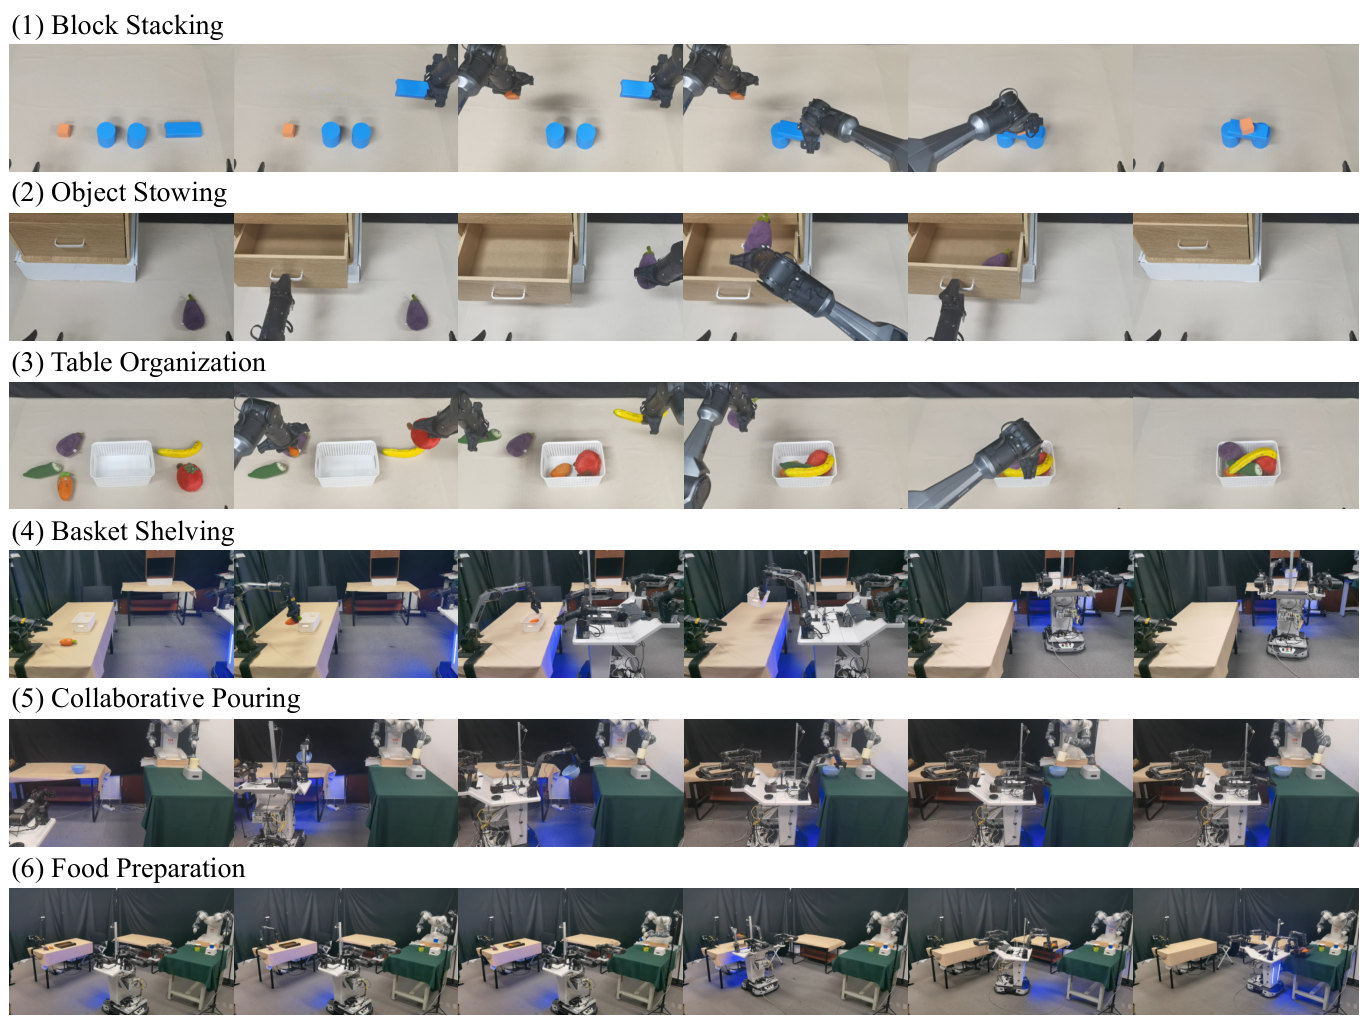 (1) Block Stacking
(2) Object Stowing
(3) Table Organization
(4) Basket Shelving
(5) Collaborative Pouring
(6) Food Preparation